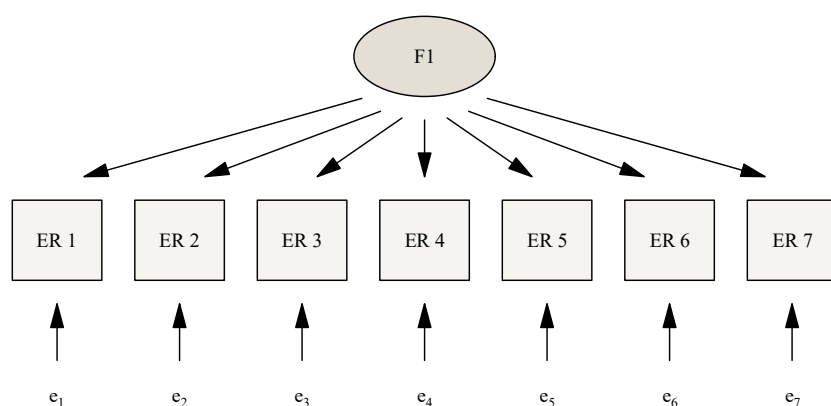 F1
ER 1 ER 2 ER 3 ER 4 ER 5 ER 6 ER 7
e₁ e₂ e₃ e₄ e₅ e₆ e₇